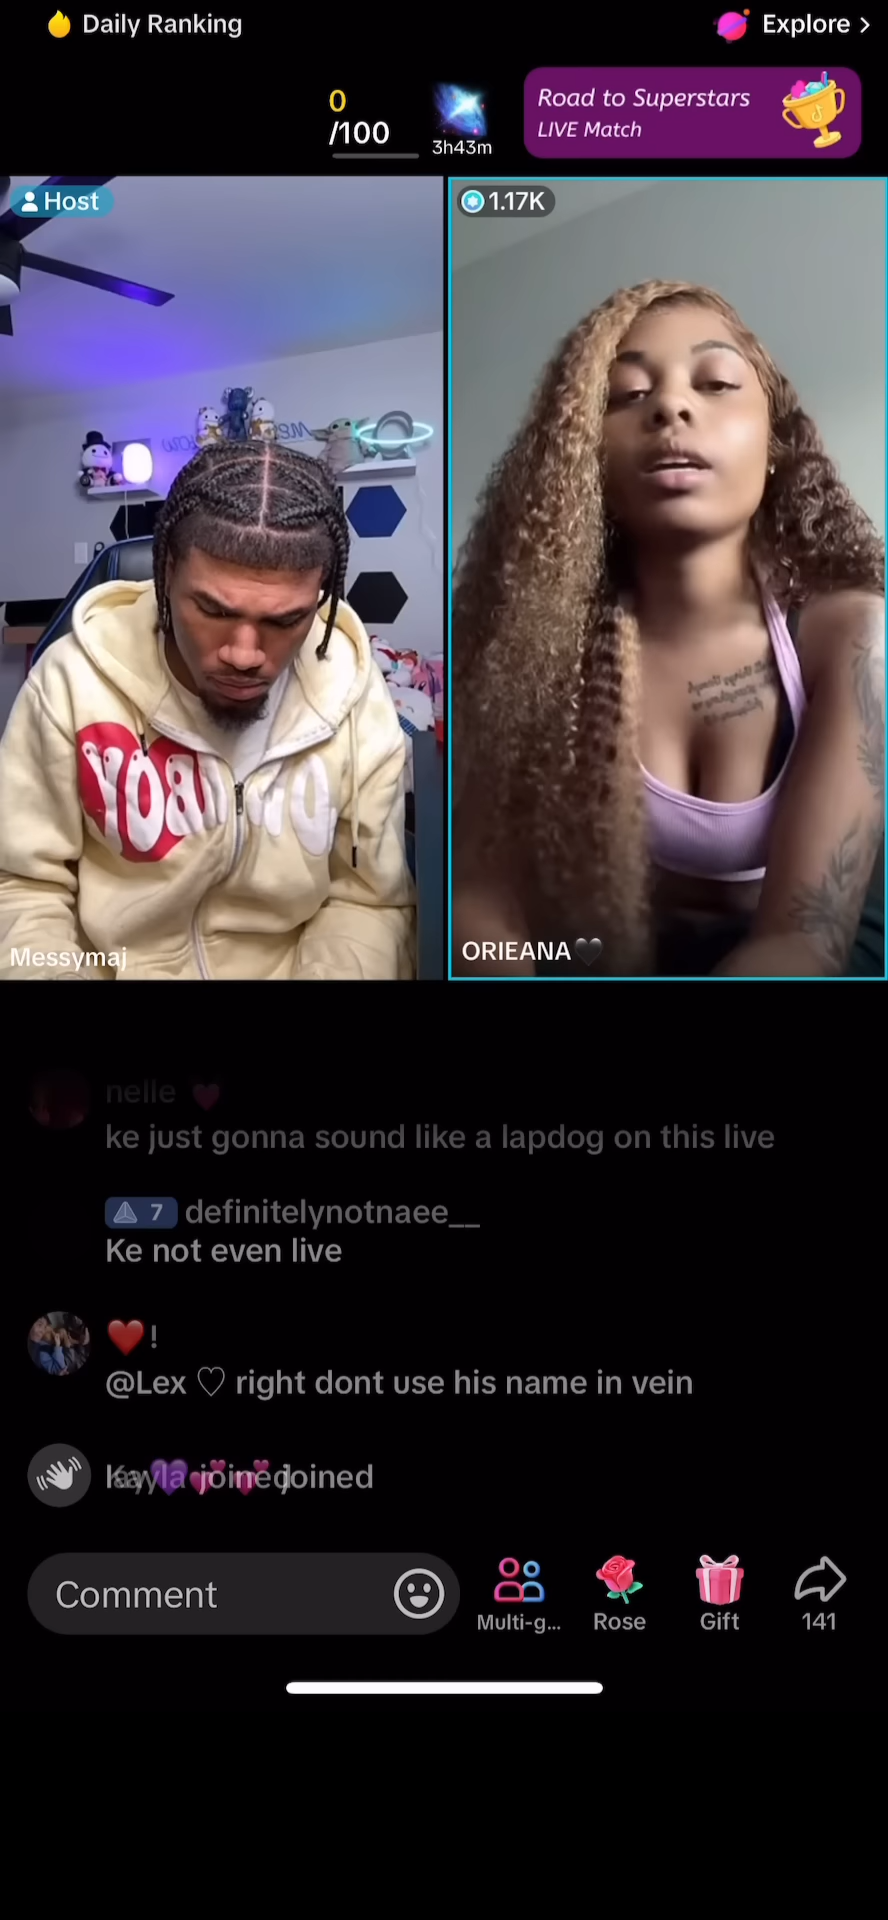 Daily Ranking
Explore >
0
/100
3h43m
Road to Superstars
LIVE Match
Host
1.17K
Messymaj
ORIEANA🖤
nelle ♥
ke just gonna sound like a lapdog on this live
7 definitelynotnaee__
Ke not even live
❤️!
@Lex ♡ right dont use his name in vein
joined
Comment
Multi-g...
Rose
Gift
141